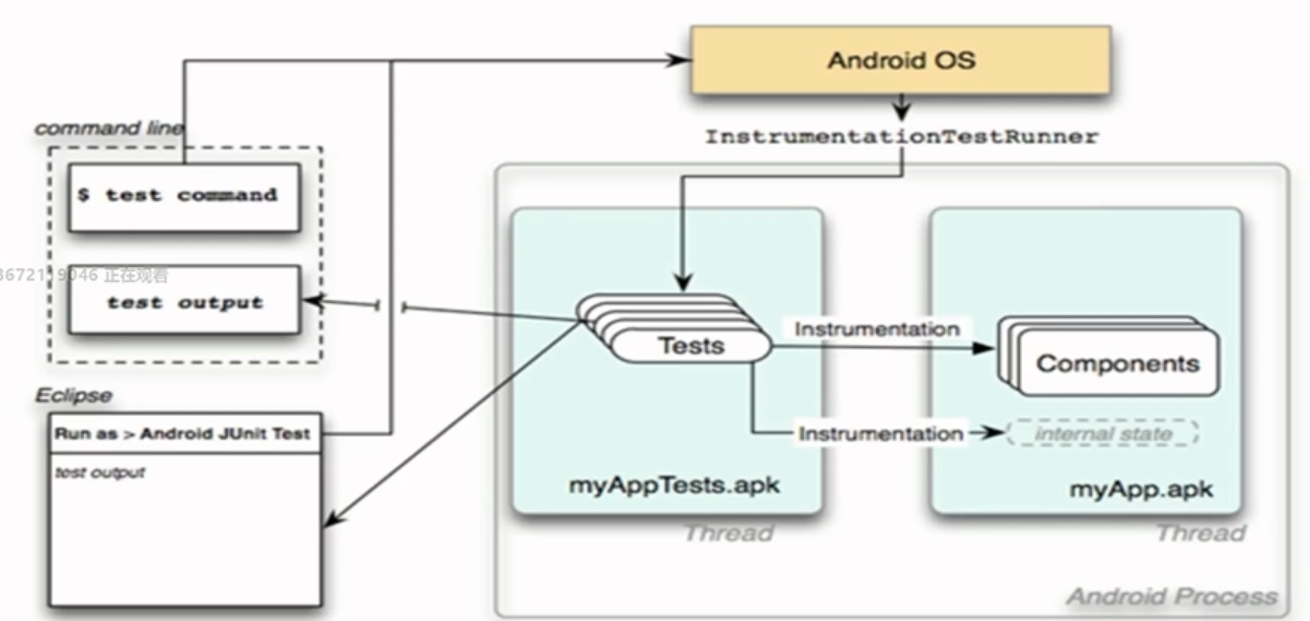 Android OS
command line
InstrumentationTestRunner
$ test command
3672119046 正在观看
test output
Instrumentation
Tests
Components
Eclipse
Run as > Android JUnit Test
Instrumentation
internal state
test output
myAppTests.apk
myApp.apk
Thread
Thread
Android Process